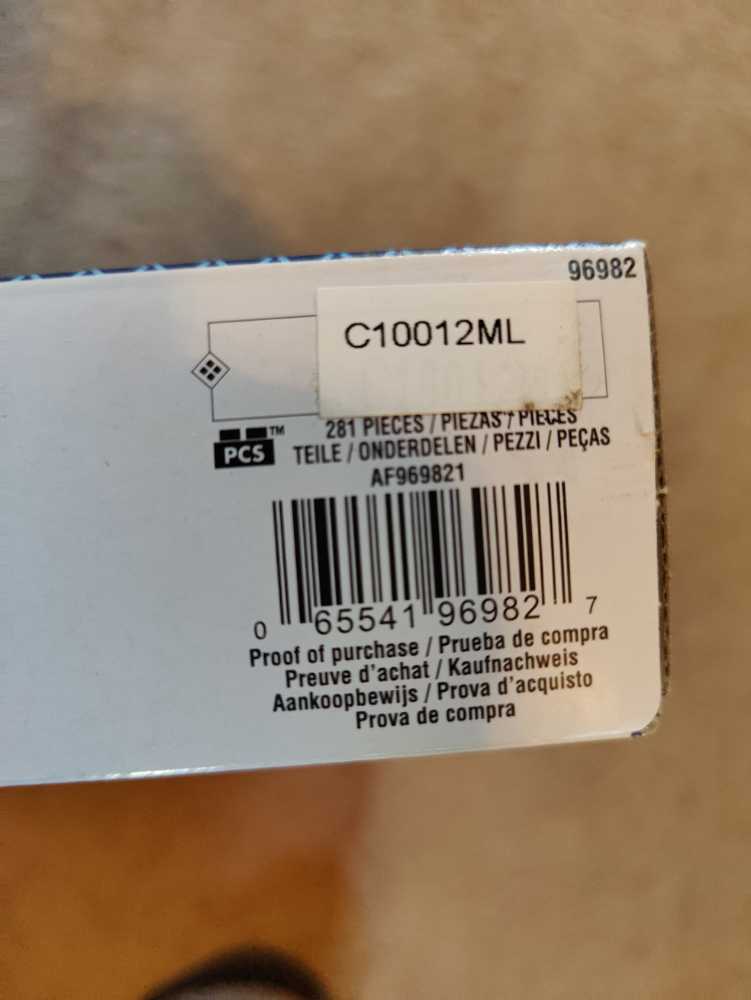 96982
C10012ML
281 PIECES / PIEZAS / PIÈCES
PCS™ TEILE / ONDERDELEN / PEZZI / PEÇAS
AF969821
0 65541 96982 7
Proof of purchase / Prueba de compra
Preuve d'achat / Kaufnachweis
Aankoopbewijs / Prova d'acquisto
Prova de compra